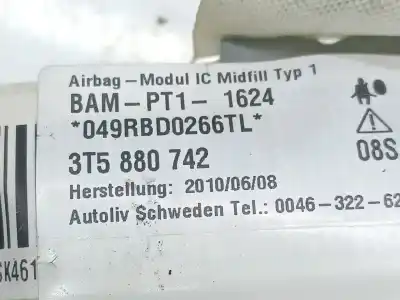 Airbag-Modul IC Midfill Typ 1
BAM-PT1- 1624
*049RBD0266TL*
3T5 880 742
08S
Herstellung: 2010/06/08
Autoliv Schweden Tel.: 0046-322-62
SK461